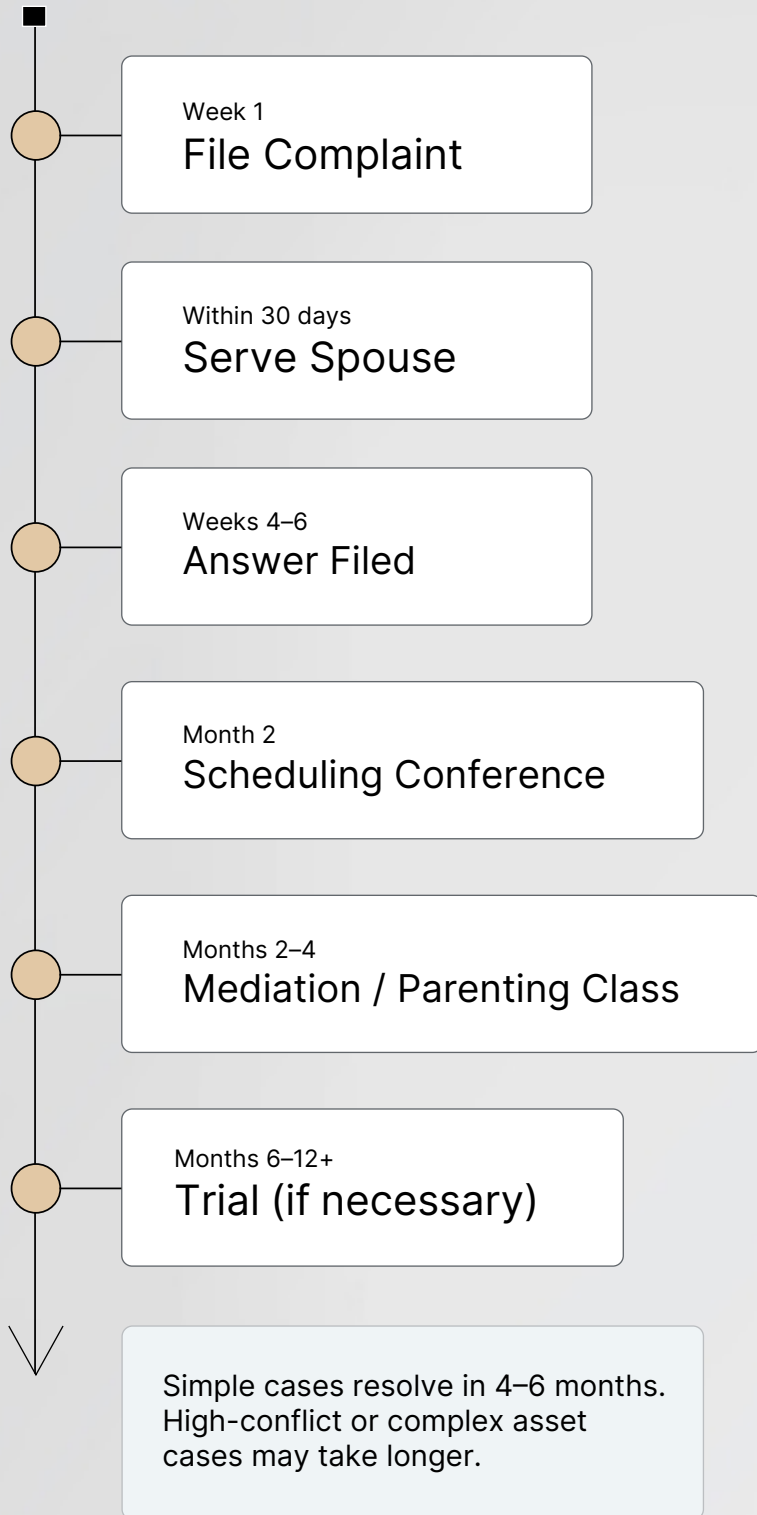 Week 1
File Complaint
Within 30 days
Serve Spouse
Weeks 4–6
Answer Filed
Month 2
Scheduling Conference
Months 2–4
Mediation / Parenting Class
Months 6–12+
Trial (if necessary)
Simple cases resolve in 4–6 months.
High-conflict or complex asset
cases may take longer.